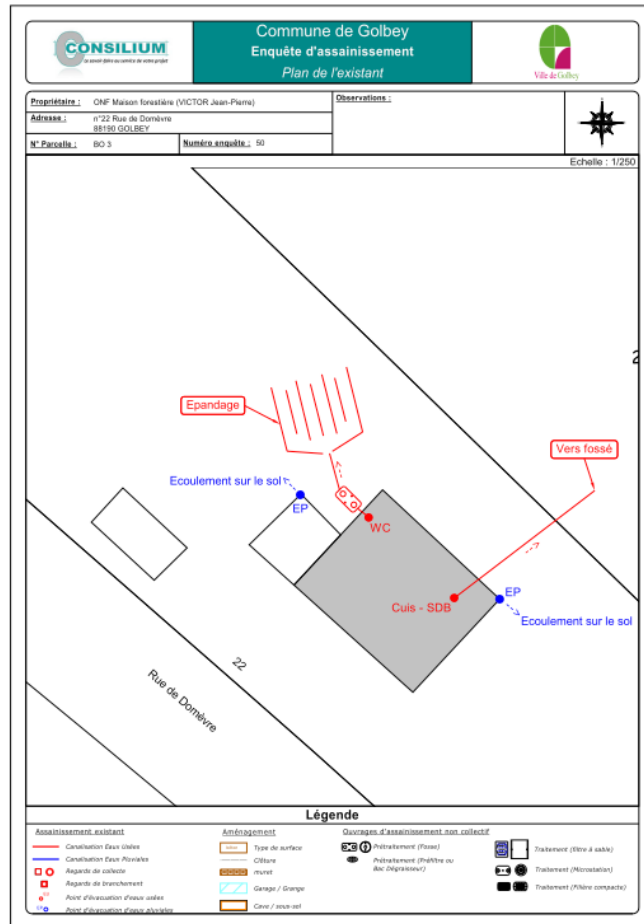 CONSILIUM
le savoir-faire au service de votre projet
Commune de Golbey
Enquête d'assainissement
Plan de l'existant
Ville de Golbey
Propriétaire : ONF Maison forestière (VICTOR Jean-Pierre)
Observations :
Adresse : n°22 Rue de Domèvre
88190 GOLBEY
N° Parcelle : BO 3
Numéro enquête : 50
Echelle : 1/250
2
Epandage
Vers fossé
Ecoulement sur le sol
EP
WC
Cuis - SDB
EP
Ecoulement sur le sol
22
Rue de Domèvre
Légende
Assainissement existant
Canalisation Eaux Usées
Canalisation Eaux Pluviales
Regards de collecte
Regards de branchement
Point d'évacuation d'eaux usées
EP
Point d'évacuation d'eaux pluviales
Aménagement
Type de surface
Clôture
muret
Garage / Grange
Cave / sous-sol
Ouvrages d'assainissement non collectif
Prétraitement (Fosse)
Prétraitement (Préfiltre ou
Bac Dégraisseur)
Traitement (filtre à sable)
Traitement (Microstation)
Traitement (Filière compacte)